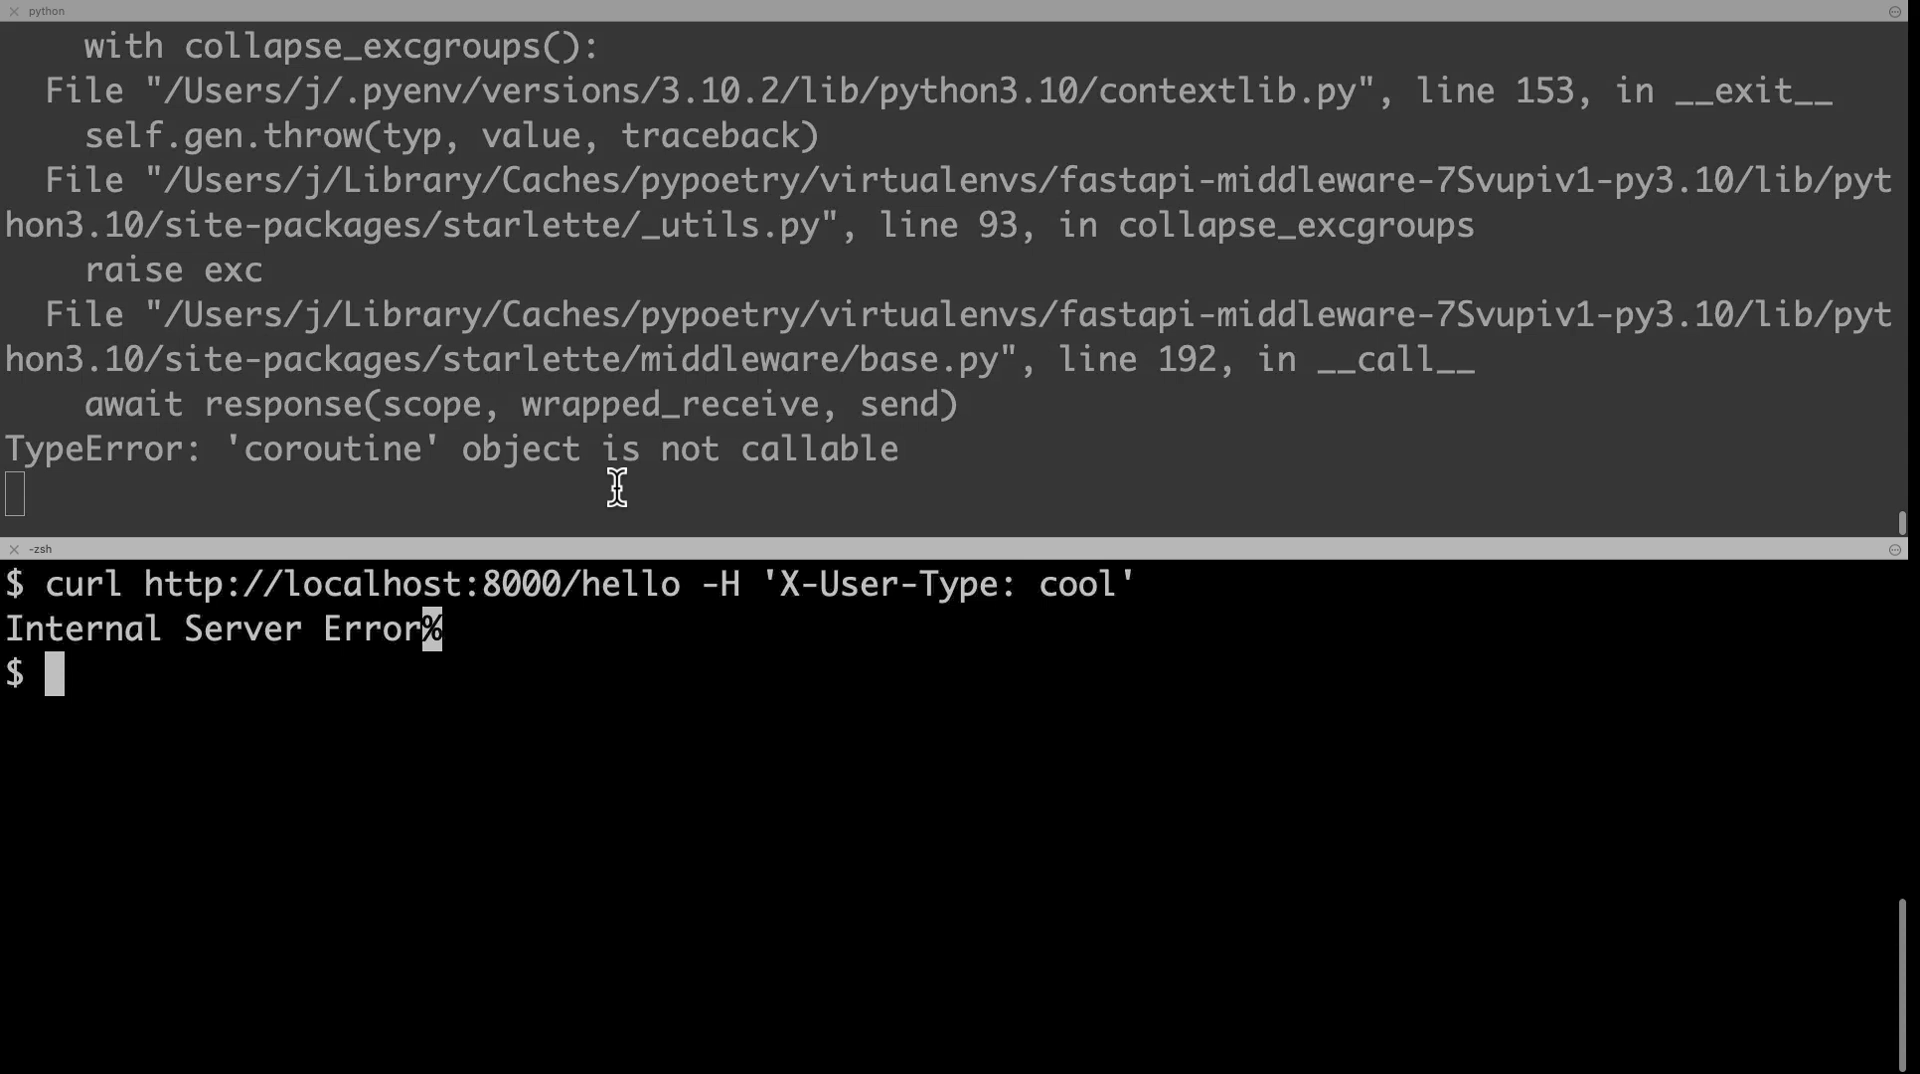 python
with collapse_excgroups():
File "/Users/j/.pyenv/versions/3.10.2/lib/python3.10/contextlib.py", line 153, in __exit__
self.gen.throw(typ, value, traceback)
File "/Users/j/Library/Caches/pypoetry/virtualenvs/fastapi-middleware-7Svupiv1-py3.10/lib/pyt
hon3.10/site-packages/starlette/_utils.py", line 93, in collapse_excgroups
raise exc
File "/Users/j/Library/Caches/pypoetry/virtualenvs/fastapi-middleware-7Svupiv1-py3.10/lib/pyt
hon3.10/site-packages/starlette/middleware/base.py", line 192, in __call__
await response(scope, wrapped_receive, send)
TypeError: 'coroutine' object is not callable
-zsh
$ curl http://localhost:8000/hello -H 'X-User-Type: cool'
Internal Server Error%
$